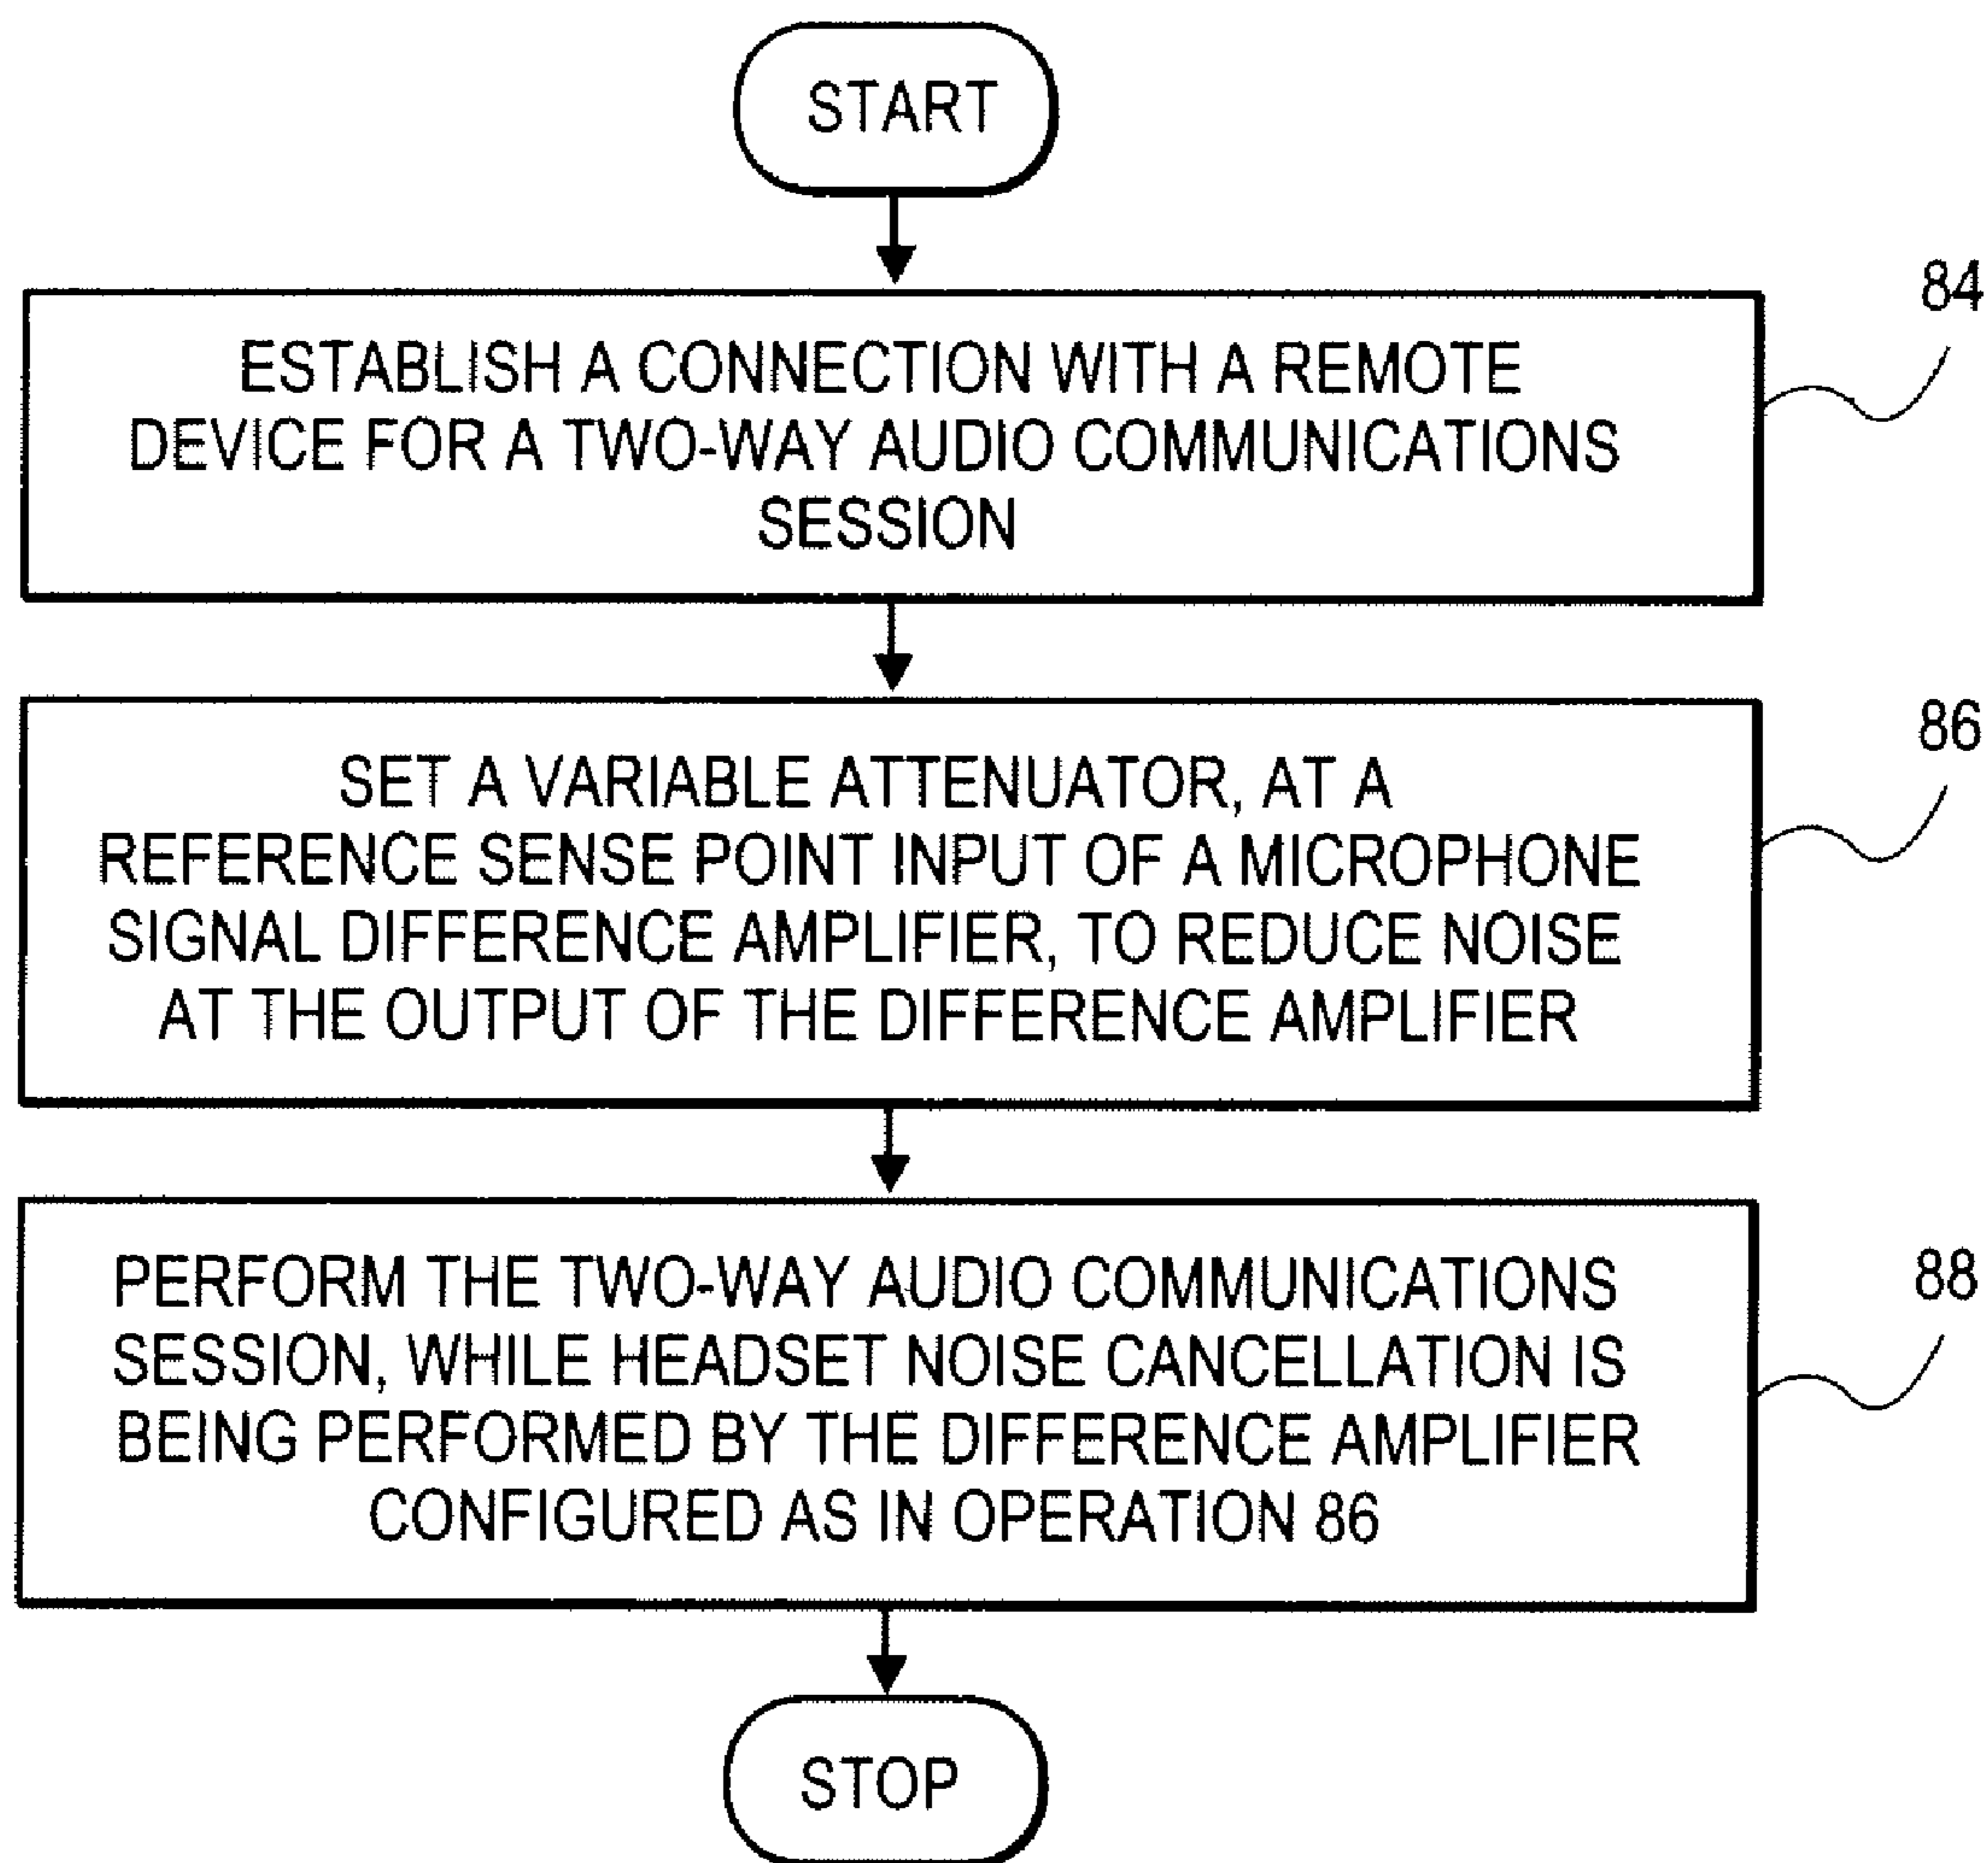 START
84
ESTABLISH A CONNECTION WITH A REMOTE
DEVICE FOR A TWO-WAY AUDIO COMMUNICATIONS
SESSION
86
SET A VARIABLE ATTENUATOR, AT A
REFERENCE SENSE POINT INPUT OF A MICROPHONE
SIGNAL DIFFERENCE AMPLIFIER, TO REDUCE NOISE
AT THE OUTPUT OF THE DIFFERENCE AMPLIFIER
88
PERFORM THE TWO-WAY AUDIO COMMUNICATIONS
SESSION, WHILE HEADSET NOISE CANCELLATION IS
BEING PERFORMED BY THE DIFFERENCE AMPLIFIER
CONFIGURED AS IN OPERATION 86
STOP